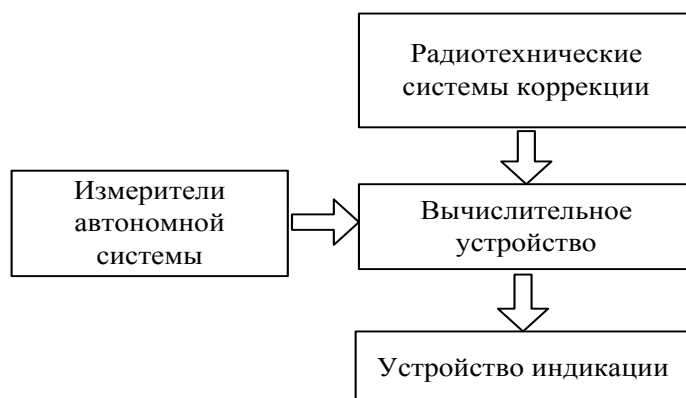 Радиотехнические
системы коррекции
Измерители
автономной
системы
Вычислительное
устройство
Устройство индикации